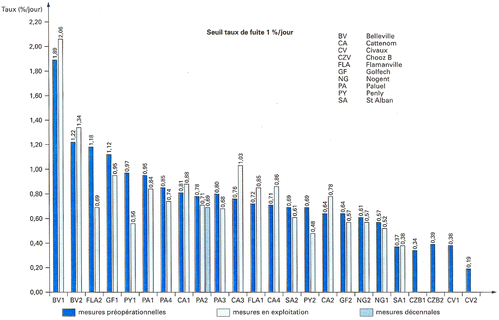 Taux (%/jour)
Seuil taux de fuite 1 %/jour
BV Belleville
CA Cattenom
CV Civaux
CZV Chooz B
FLA Flamanville
GF Golfech
NG Nogent
PA Paluel
PY Penly
SA St Alban
2,20
2,00
1,80
1,60
1,40
1,20
1,00
0,80
0,60
0,40
0,20
0,00
1,89 2,06
1,22 1,34
1,18 0,69
1,12 0,95
0,97 0,56
0,95 0,84
0,85 0,74
0,81 0,88
0,78 0,71 0,69
0,80 0,68
0,76 1,03
0,72 0,85
0,71 0,86
0,69 0,61
0,69 0,48
0,64 0,78
0,64 0,57
0,61 0,57
0,57 0,52
0,37 0,38
0,34
0,39
0,38
0,19
BV1 BV2 FLA2 GF1 PY1 PA1 PA4 CA1 PA2 PA3 CA3 FLA1 CA4 SA2 PY2 CA2 GF2 NG2 NG1 SA1 CZB1 CZB2 CV1 CV2
mesures préopérationnelles mesures en exploitation mesures décennales